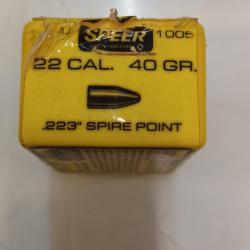 SPEER
1005
22 CAL. 40 GR.
.223" SPIRE POINT